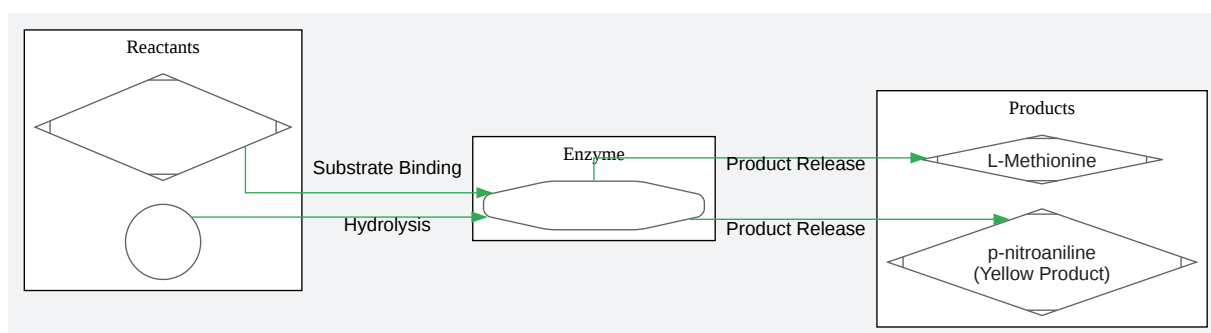 Reactants
Substrate Binding
Hydrolysis
Enzyme
Product Release
Product Release
Products
L-Methionine
p-nitroaniline
(Yellow Product)